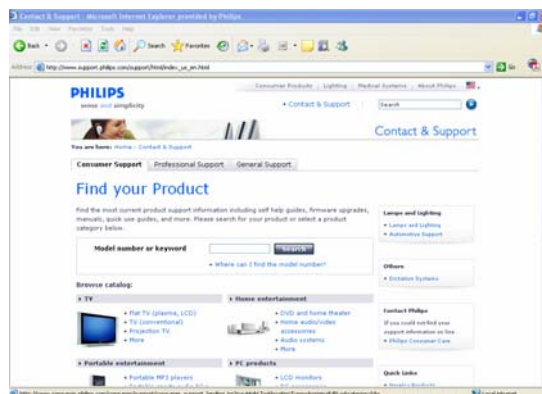 Contact & Support - Microsoft Internet Explorer provided by Philips
File Edit View Favorites Tools Help
Back Search Favorites
Address http://www.support.philips.com/support/html/index_us_en.html Go
PHILIPS
sense and simplicity
Consumer Products Lighting Medical Systems About Philips
Contact & Support
Search
Contact & Support
You are here: Home › Contact & Support
Consumer Support Professional Support General Support
Find your Product
Find the most current product support information including self help guides, firmware upgrades,
manuals, quick use guides, and more. Please search for your product or select a product
category below.
Model number or keyword
Search
Where can I find the model number?
Browse catalog:
TV
Flat TV (plasma, LCD)
TV (conventional)
Projection TV
More
Home entertainment
DVD and home theater
Home audio/video
accessories
Audio systems
More
Portable entertainment
Portable MP3 players
PC products
LCD monitors
Lamps and Lighting
Lamps and Lighting
Automotive Support
Others
Dictation Systems
Contact Philips
If you could not find your
support information on line
Philips Consumer Care
Quick Links